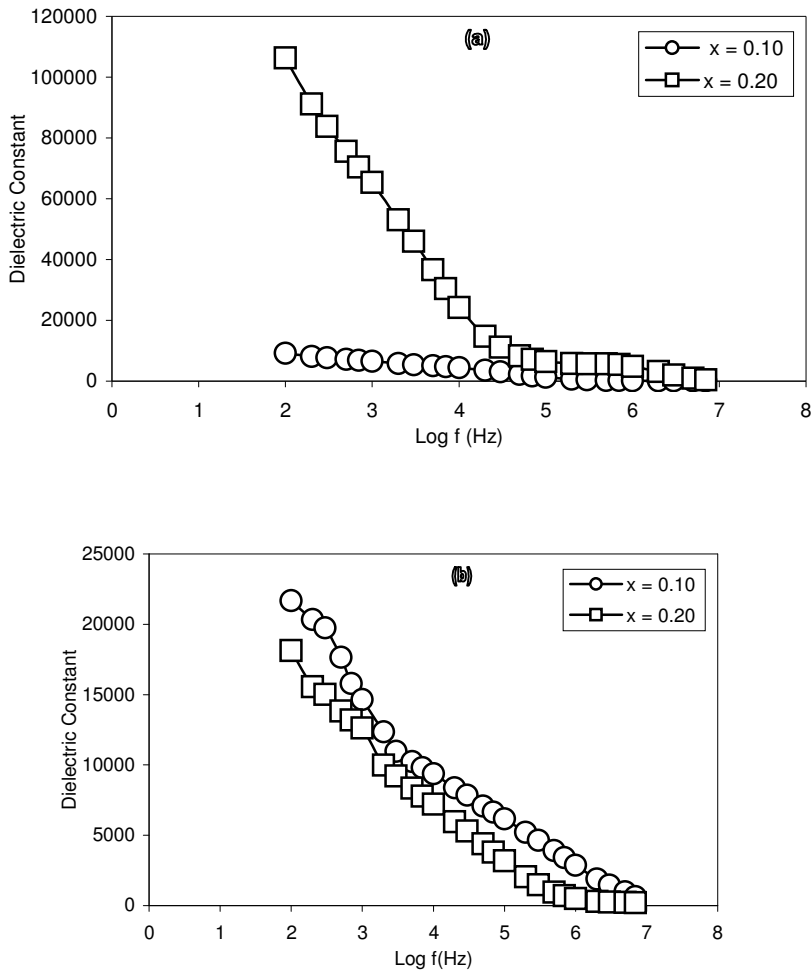 (a)
120000
100000
80000
60000
40000
20000
0
Dielectric Constant
x = 0.10
x = 0.20
0 1 2 3 4 5 6 7 8
Log f (Hz)
(b)
25000
20000
15000
10000
5000
0
Dielectric Constant
x = 0.10
x = 0.20
0 1 2 3 4 5 6 7 8
Log f(Hz)